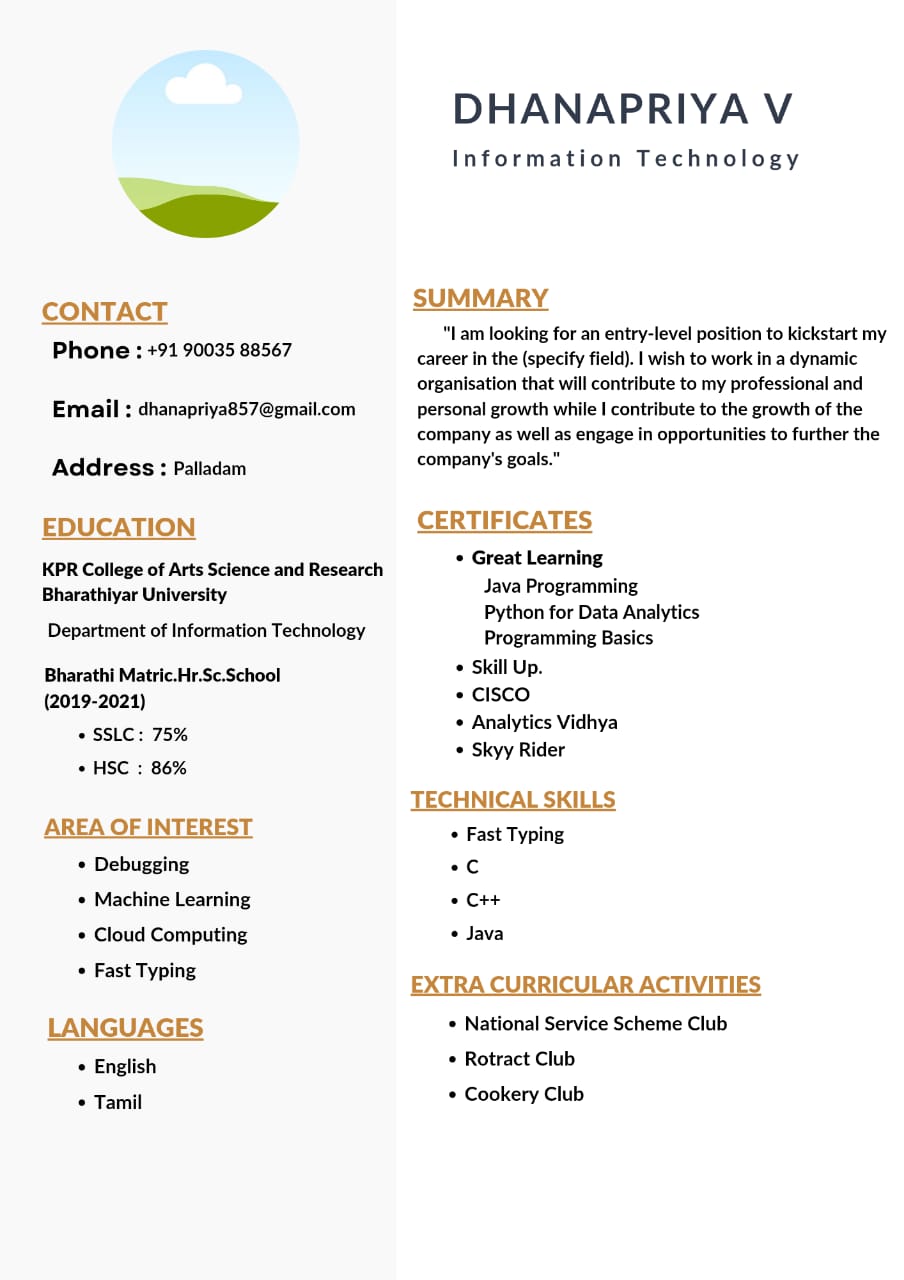 DHANAPRIYA V
Information Technology
CONTACT
Phone : +91 90035 88567
Email : dhanapriya857@gmail.com
Address : Palladam
EDUCATION
KPR College of Arts Science and Research
Bharathiyar University
Department of Information Technology
Bharathi Matric.Hr.Sc.School
(2019-2021)
• SSLC : 75%
• HSC : 86%
AREA OF INTEREST
• Debugging
• Machine Learning
• Cloud Computing
• Fast Typing
LANGUAGES
• English
• Tamil
SUMMARY
"I am looking for an entry-level position to kickstart my
career in the (specify field). I wish to work in a dynamic
organisation that will contribute to my professional and
personal growth while I contribute to the growth of the
company as well as engage in opportunities to further the
company's goals."
CERTIFICATES
• Great Learning
Java Programming
Python for Data Analytics
Programming Basics
• Skill Up.
• CISCO
• Analytics Vidhya
• Skyy Rider
TECHNICAL SKILLS
• Fast Typing
• C
• C++
• Java
EXTRA CURRICULAR ACTIVITIES
• National Service Scheme Club
• Rotract Club
• Cookery Club